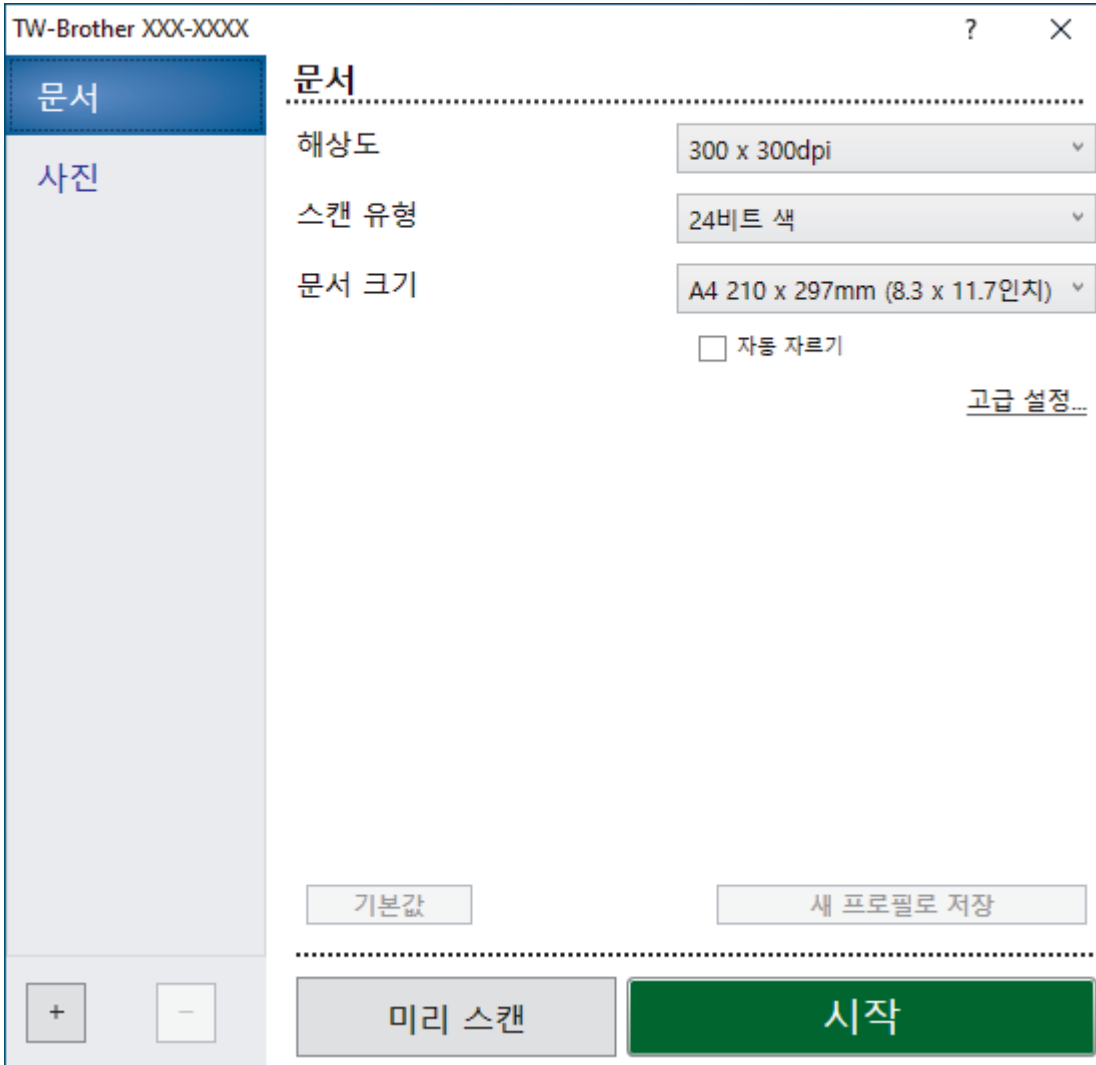 TW-Brother XXX-XXXX
?
문서
사진
문서
해상도
300 x 300dpi
스캔 유형
24비트 색
문서 크기
A4 210 x 297mm (8.3 x 11.7인치)
자동 자르기
고급 설정...
기본값
새 프로필로 저장
+
−
미리 스캔
시작